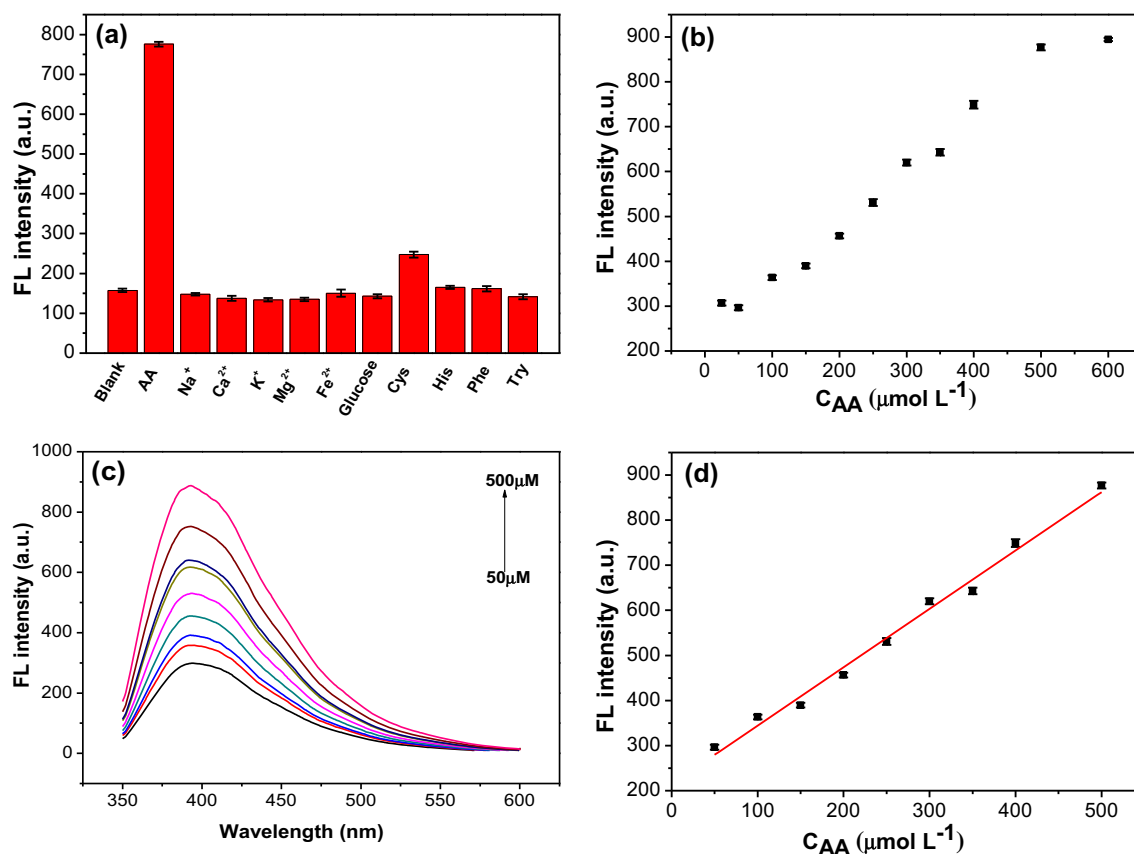 (a)
FL intensity (a.u.)
800
700
600
500
400
300
200
100
0
Blank
AA
Na⁺
Ca²⁺
K⁺
Mg²⁺
Fe²⁺
Glucose
Cys
His
Phe
Try
(b)
FL intensity (a.u.)
900
800
700
600
500
400
300
200
0 100 200 300 400 500 600
C_AA (μmol L⁻¹)
(c)
FL intensity (a.u.)
1000
800
600
400
200
0
500μM
50μM
350 400 450 500 550 600
Wavelength (nm)
(d)
FL intensity (a.u.)
900
800
700
600
500
400
300
200
0 100 200 300 400 500
C_AA (μmol L⁻¹)